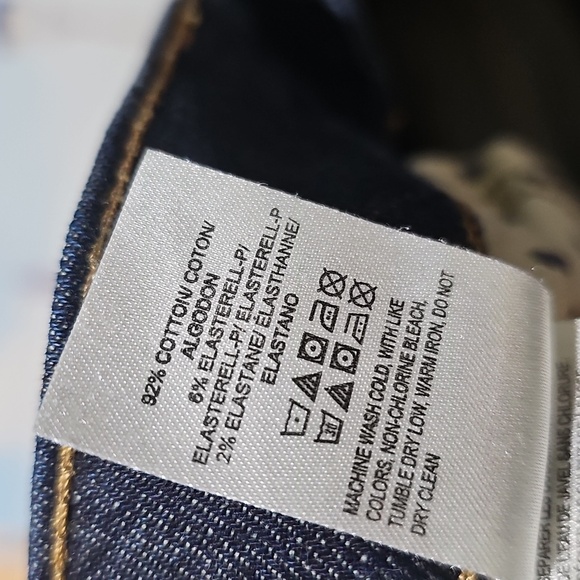 92% COTTON/ COTON/
ALGODON
6% ELASTERELL-P/
ELASTERELL-P/ ELASTERELL-P
2% ELASTANE/ ELASTHANNE/
ELASTANO
MACHINE WASH COLD, WITH LIKE
COLORS, NON-CHLORINE BLEACH,
TUMBLE DRY LOW, WARM IRON, DO NOT
DRY CLEAN